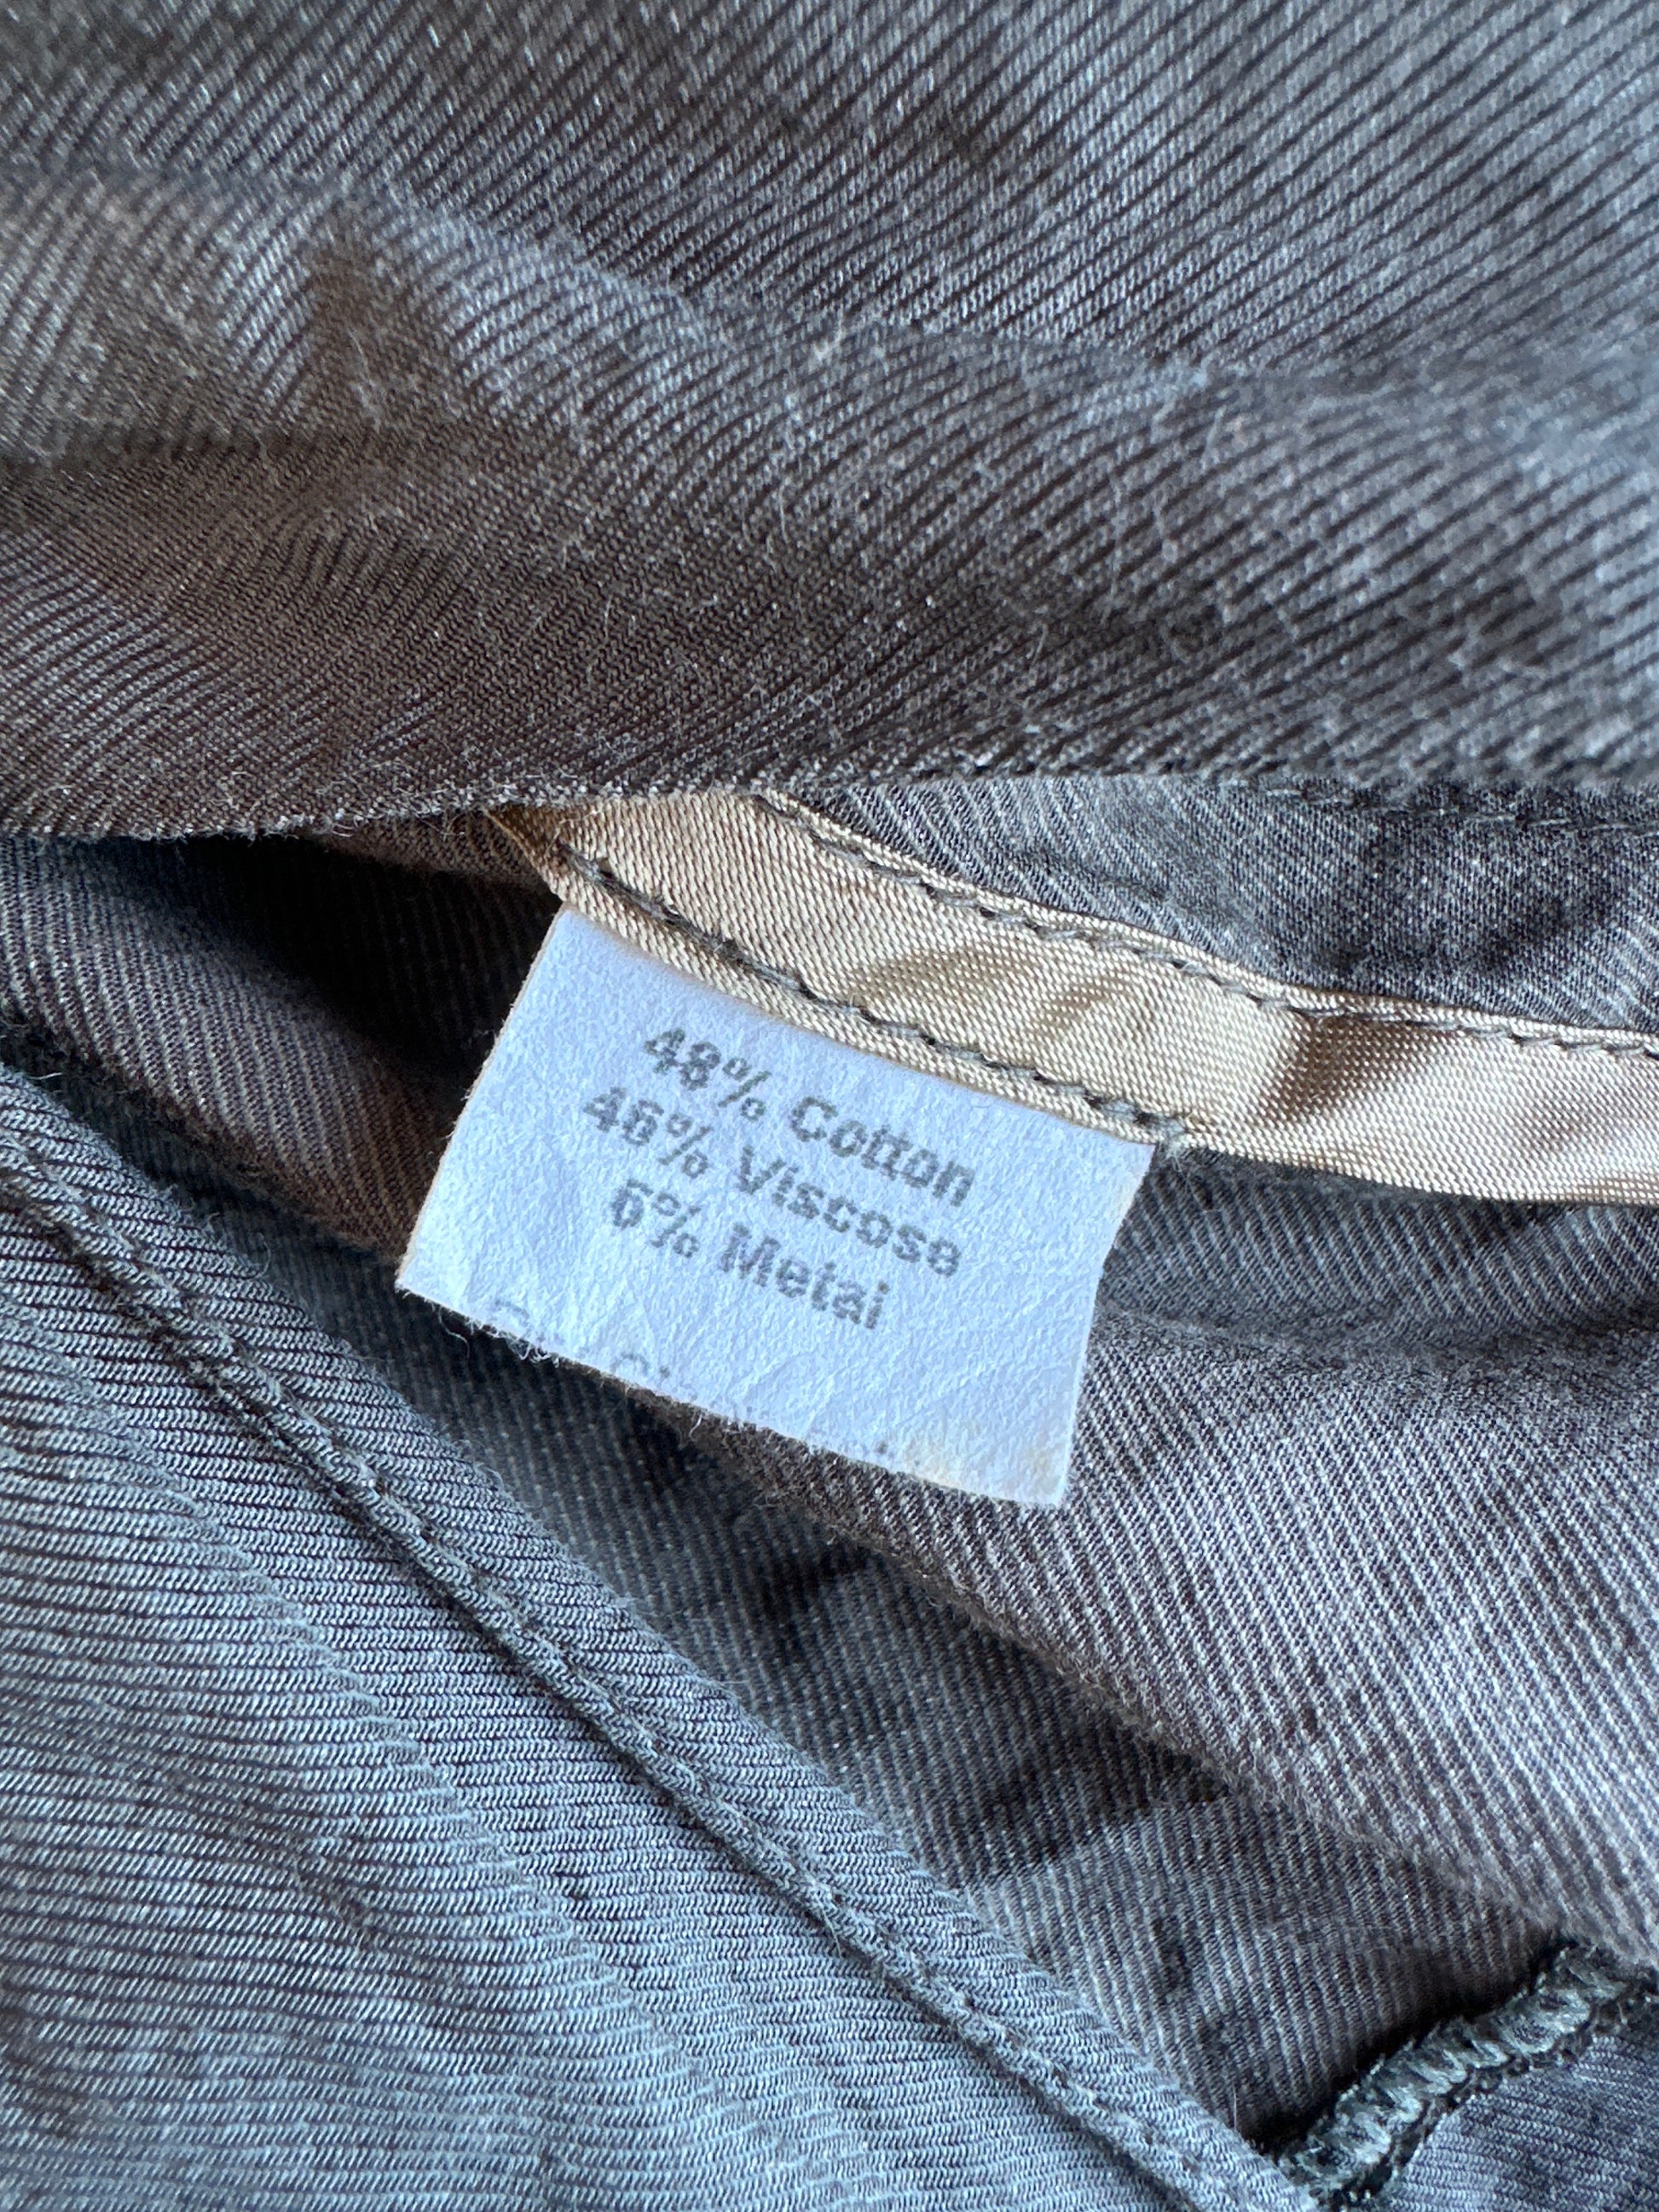 48% Cotton
46% Viscose
6% Metal